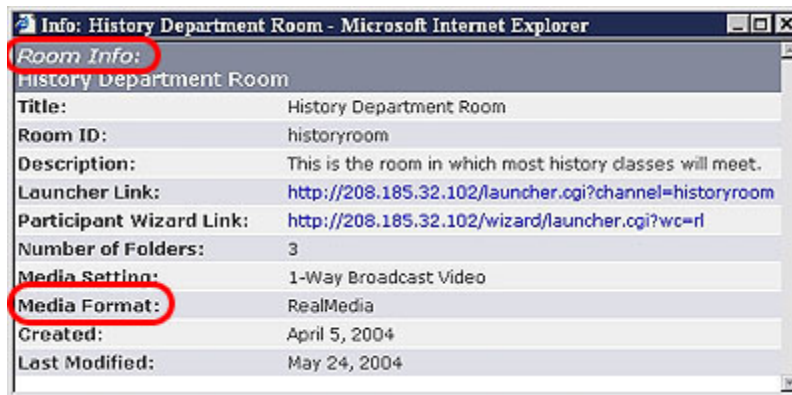 Info: History Department Room - Microsoft Internet Explorer
Room Info:
History Department Room
Title: History Department Room
Room ID: historyroom
Description: This is the room in which most history classes will meet.
Launcher Link: http://208.185.32.102/launcher.cgi?channel=historyroom
Participant Wizard Link: http://208.185.32.102/wizard/launcher.cgi?wc=rl
Number of Folders: 3
Media Setting: 1-Way Broadcast Video
Media Format: RealMedia
Created: April 5, 2004
Last Modified: May 24, 2004